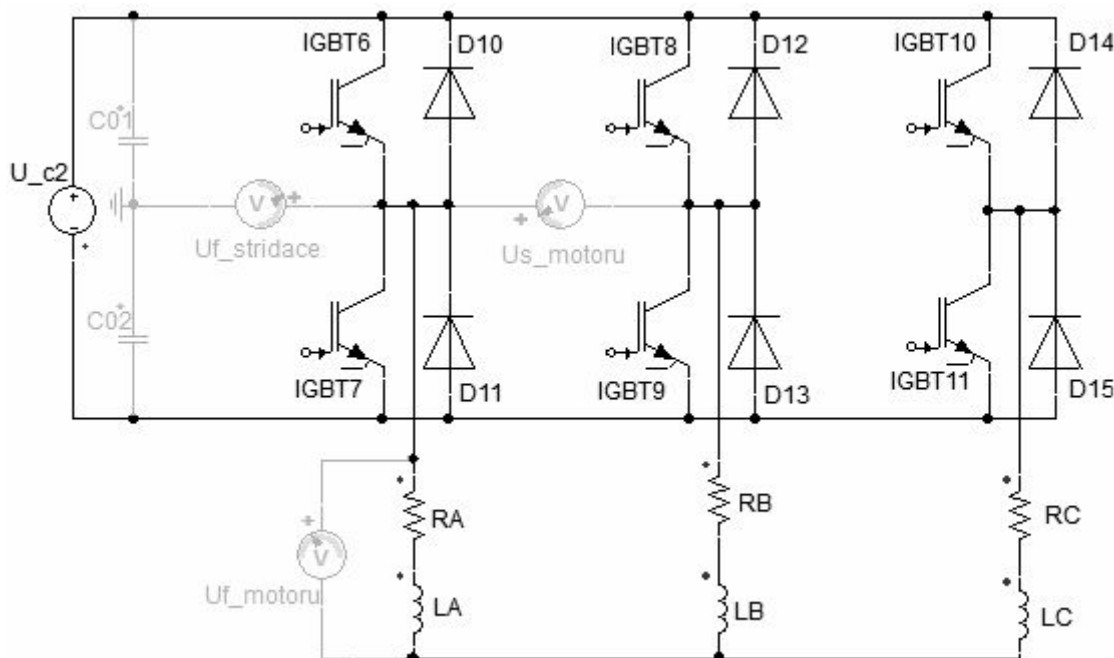 IGBT6
D10
IGBT8
D12
IGBT10
D14
C01
U_c2
V
Uf_stridace
V
Us_motoru
C02
IGBT7
D11
IGBT9
D13
IGBT11
D15
RA
RB
RC
V
Uf_motoru
LA
LB
LC